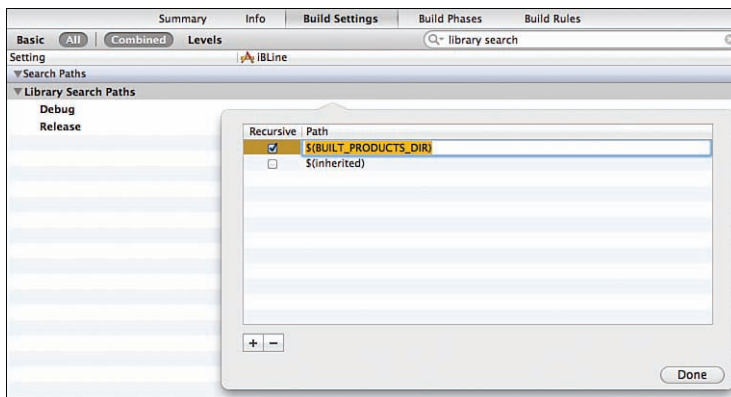 Summary Info Build Settings Build Phases Build Rules
Basic All Combined Levels library search
Setting iBLine
Search Paths
Library Search Paths
Debug
Release
Recursive Path
$(BUILT_PRODUCTS_DIR)
$(inherited)
+ −
Done